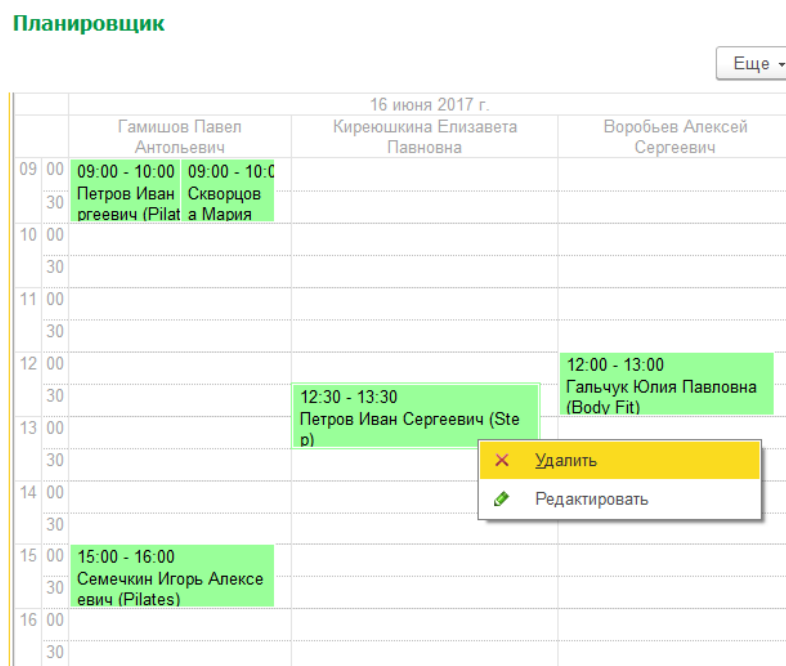 Планировщик
Еще
16 июня 2017 г.
Гамишов Павел
Антольевич
Киреюшкина Елизавета
Павновна
Воробьев Алексей
Сергеевич
09 00
09:00 - 10:00
Петров Иван
ргеевич (Pilat
09:00 - 10:0
Скворцов
а Мария
30
10 00
30
11 00
30
12 00
12:00 - 13:00
Гальчук Юлия Павловна
(Body Fit)
30
12:30 - 13:30
Петров Иван Сергеевич (Ste
p)
13 00
30
Удалить
Редактировать
14 00
30
15 00
15:00 - 16:00
Семечкин Игорь Алексе
евич (Pilates)
30
16 00
30